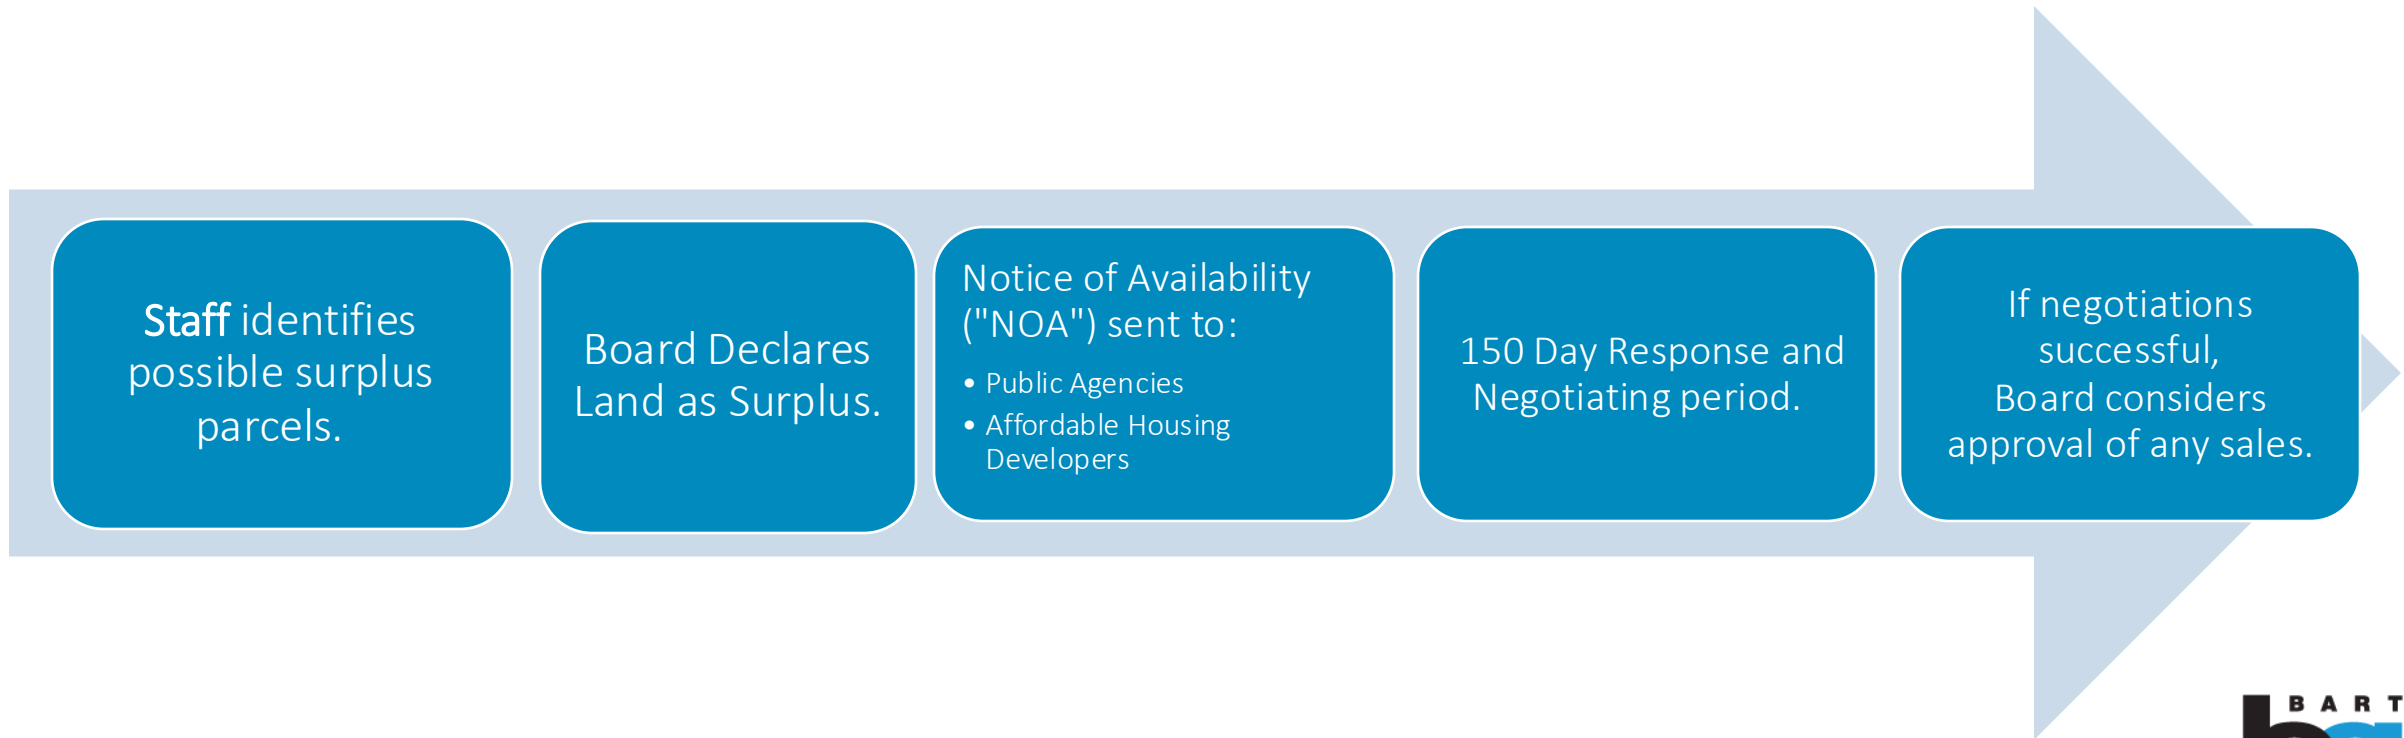 Staff identifies
possible surplus
parcels.
Board Declares
Land as Surplus.
Notice of Availability
("NOA") sent to:
• Public Agencies
• Affordable Housing
Developers
150 Day Response and
Negotiating period.
If negotiations
successful,
Board considers
approval of any sales.
BART